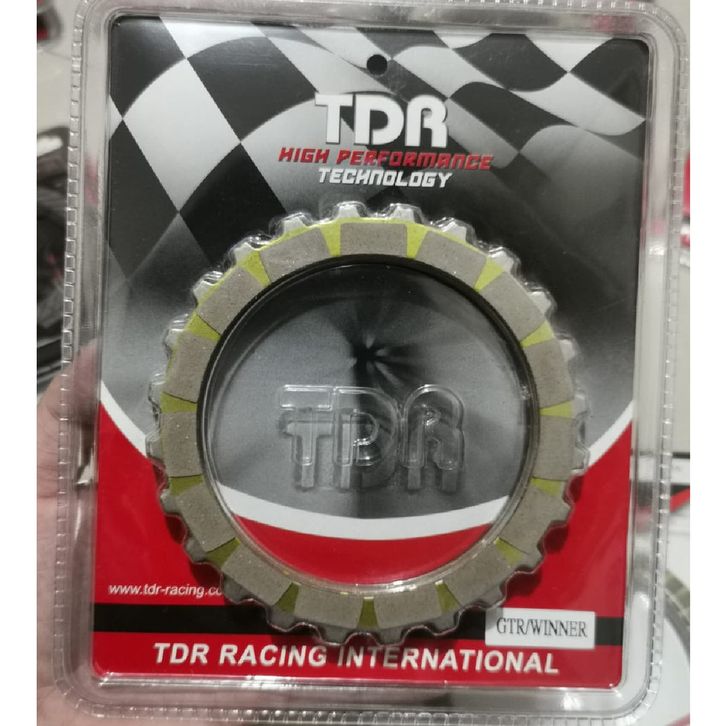 TDR
HIGH PERFORMANCE
TECHNOLOGY
TDR
www.tdr-racing.co
GTR/WINNER
TDR RACING INTERNATIONAL